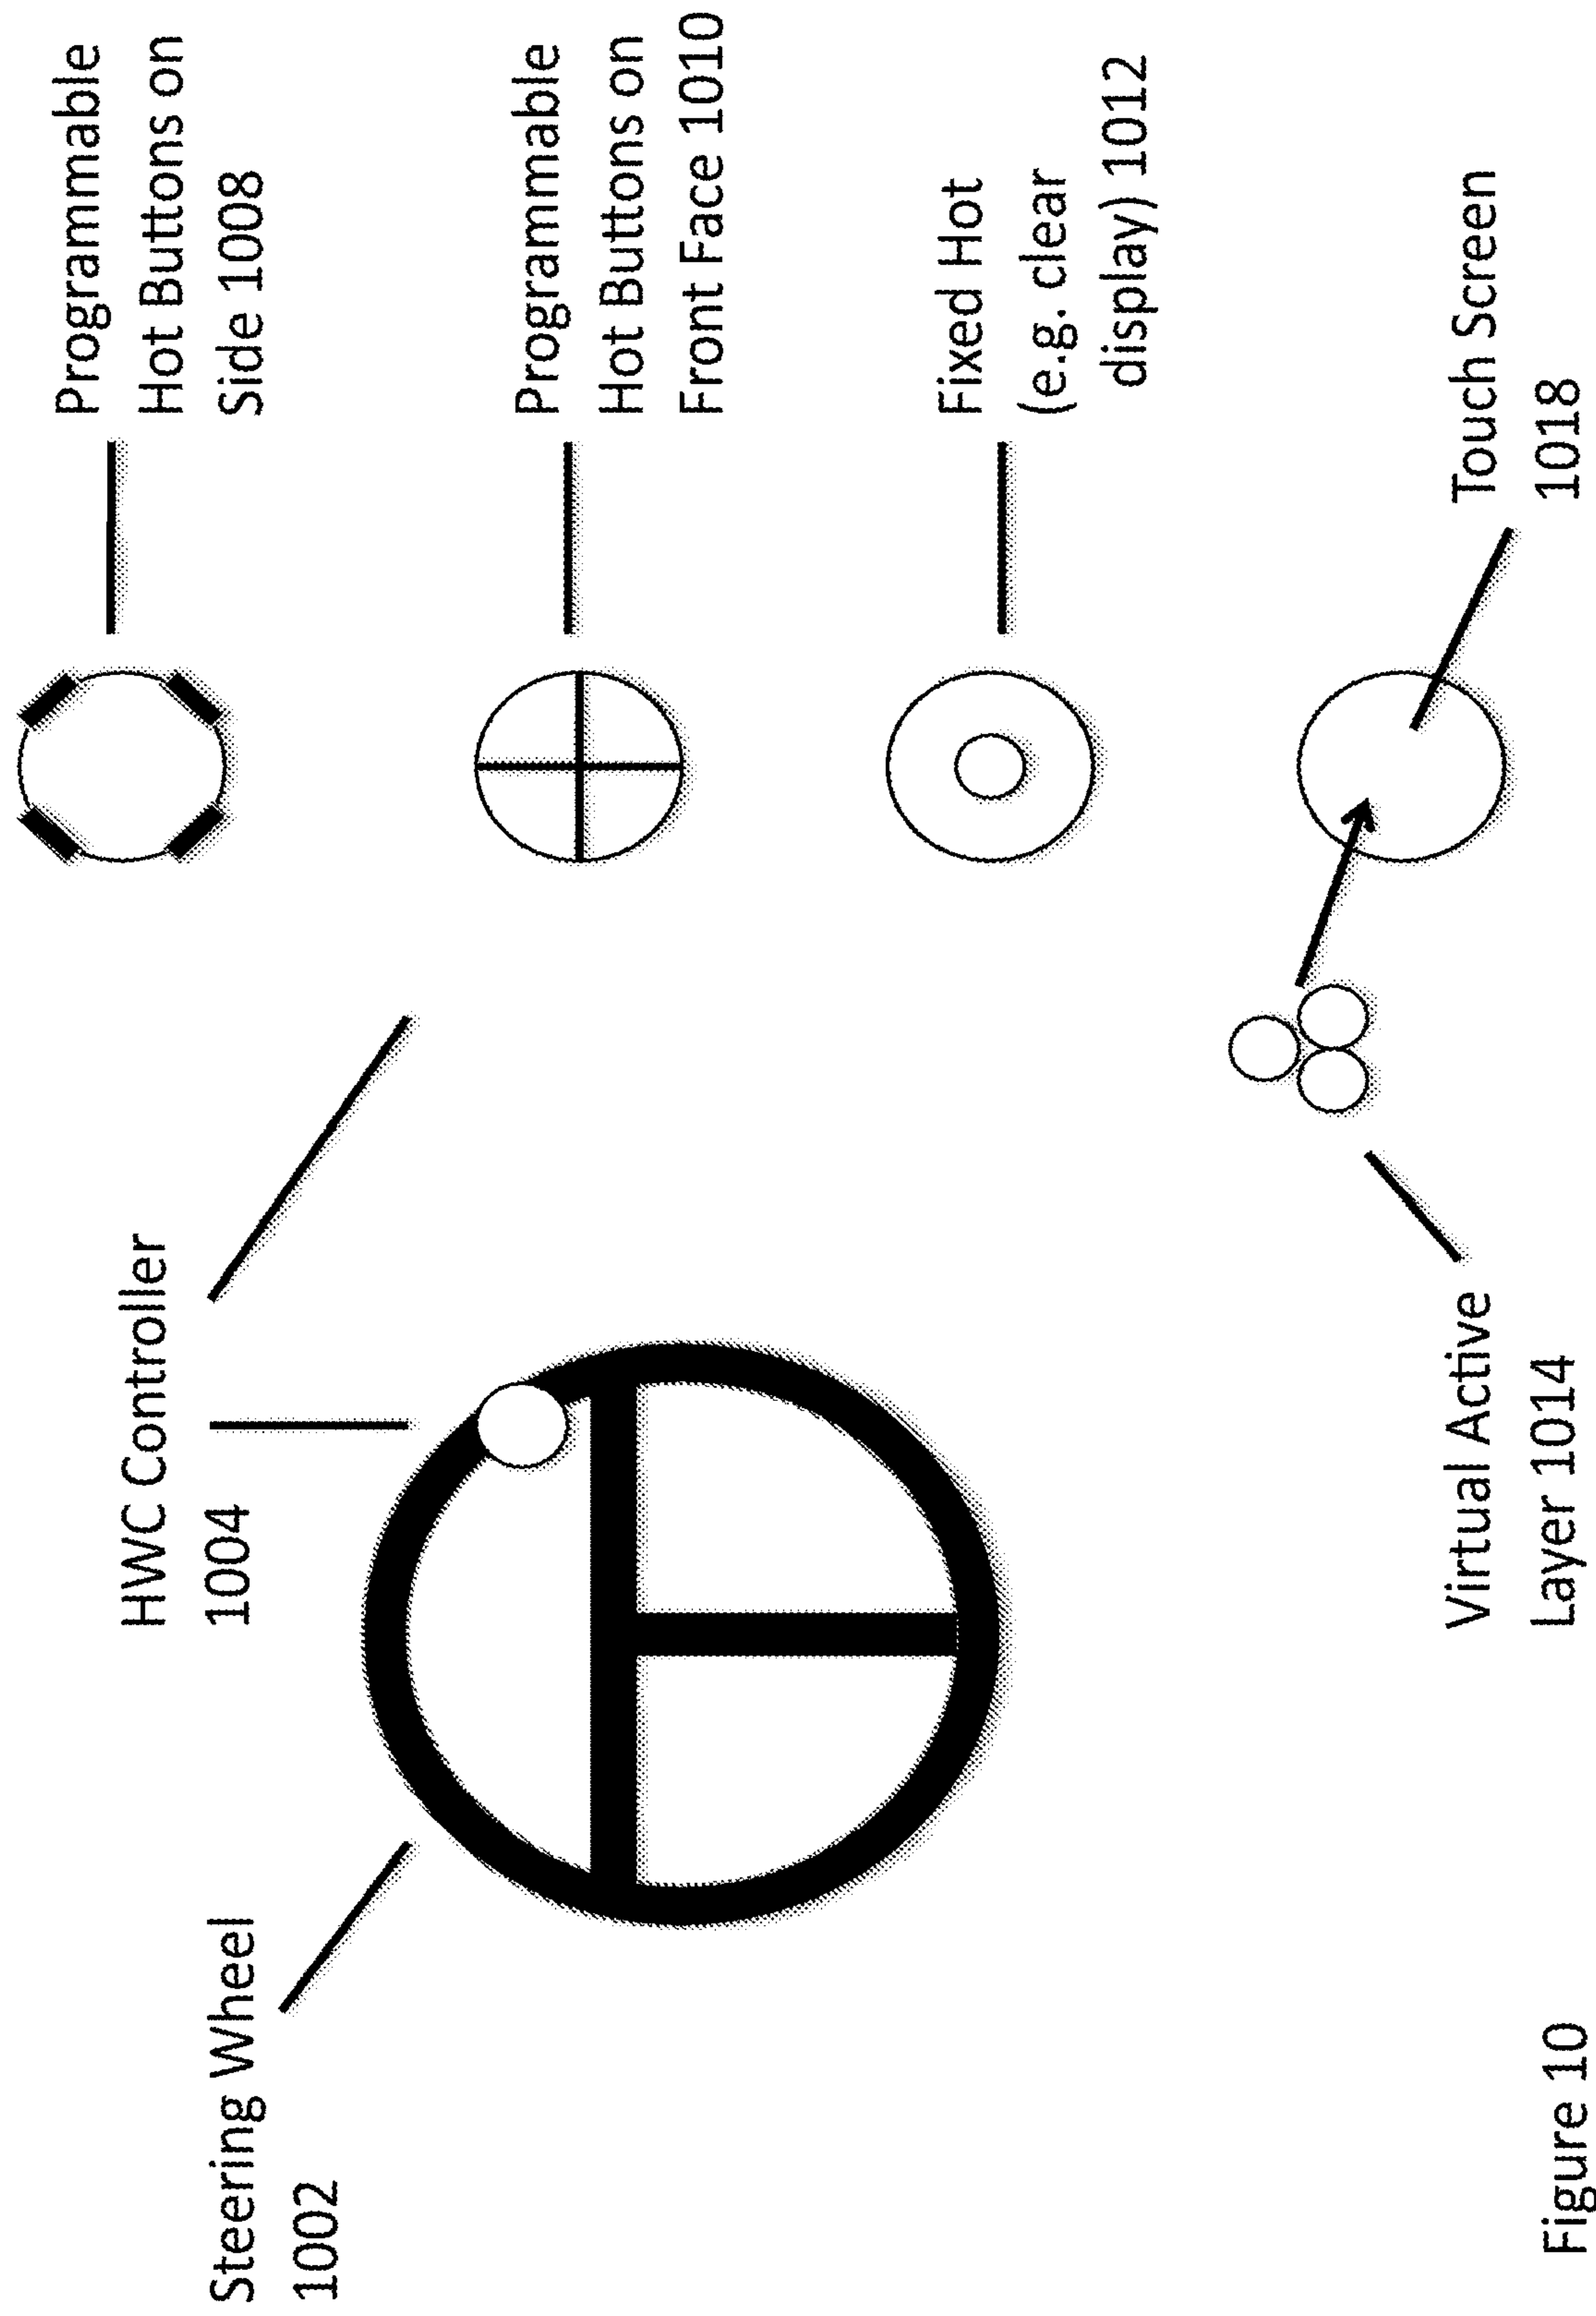 Steering Wheel
1002
HWC Controller
1004
Programmable
Hot Buttons on
Side 1008
Programmable
Hot Buttons on
Front Face 1010
Fixed Hot
(e.g. clear
display) 1012
Touch Screen
1018
Virtual Active
Layer 1014
Figure 10